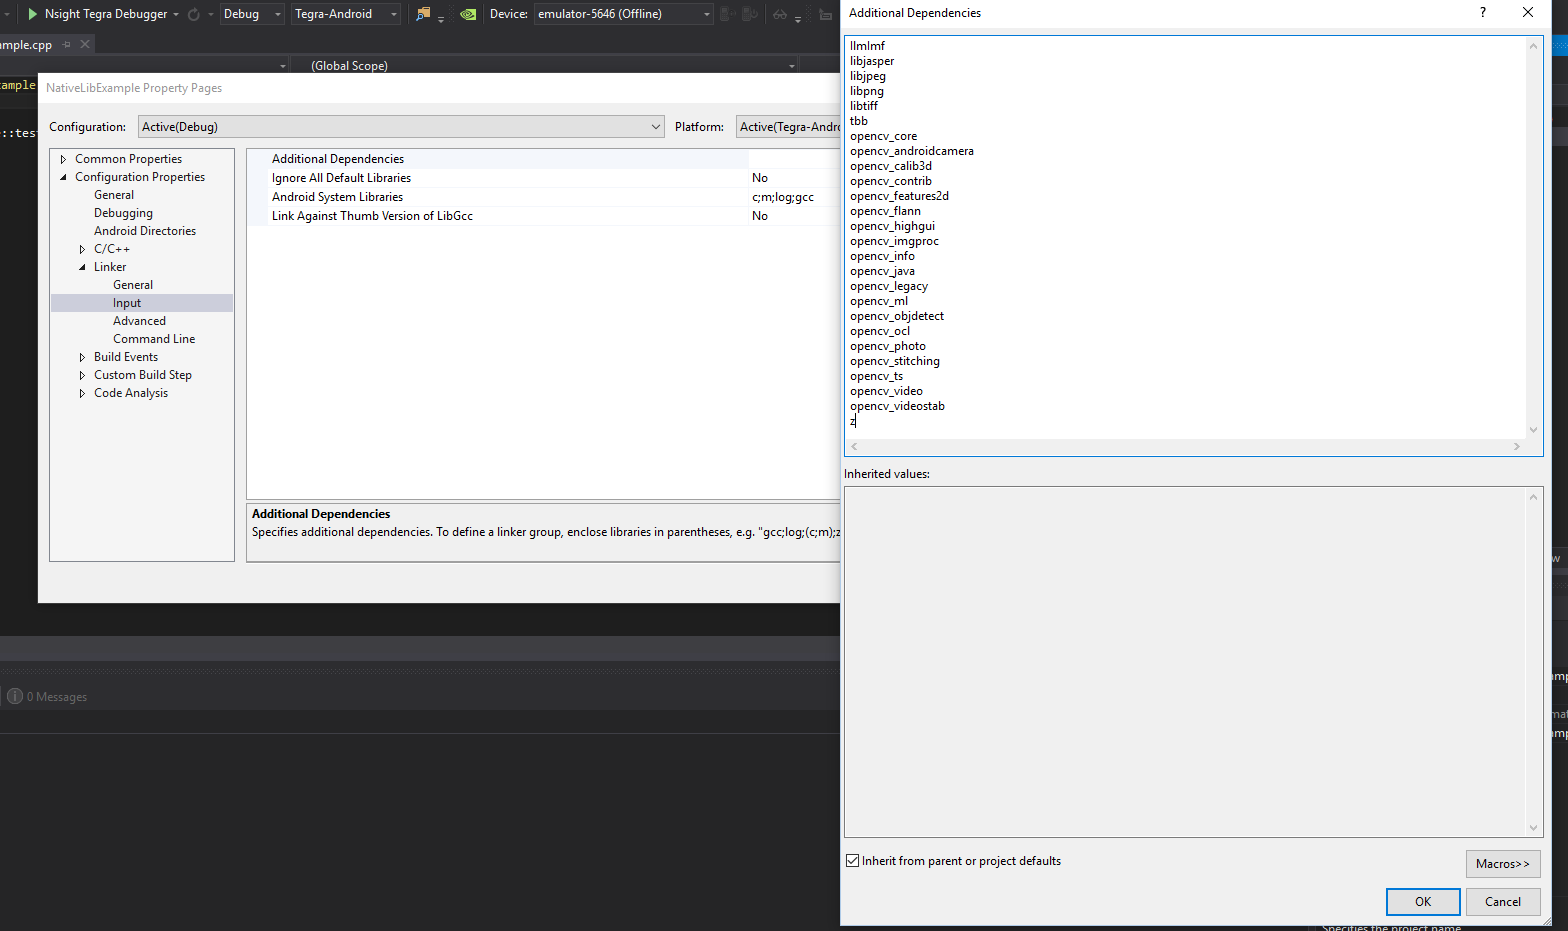 Nsight Tegra Debugger
Debug
Tegra-Android
Device:
emulator-5646 (Offline)
mple.cpp
(Global Scope)
ample
::test
NativeLibExample Property Pages
Configuration:
Active(Debug)
Platform:
Active(Tegra-Andro
Common Properties
Configuration Properties
General
Debugging
Android Directories
C/C++
Linker
General
Input
Advanced
Command Line
Build Events
Custom Build Step
Code Analysis
Additional Dependencies
Ignore All Default Libraries No
Android System Libraries c;m;log;gcc
Link Against Thumb Version of LibGcc No
Additional Dependencies
Specifies additional dependencies. To define a linker group, enclose libraries in parentheses, e.g. "gcc;log;(c;m);z
0 Messages
Additional Dependencies
?
llmlmf
libjasper
libjpeg
libpng
libtiff
tbb
opencv_core
opencv_androidcamera
opencv_calib3d
opencv_contrib
opencv_features2d
opencv_flann
opencv_highgui
opencv_imgproc
opencv_info
opencv_java
opencv_legacy
opencv_ml
opencv_objdetect
opencv_ocl
opencv_photo
opencv_stitching
opencv_ts
opencv_video
opencv_videostab
z
Inherited values:
Inherit from parent or project defaults
Macros>>
OK
Cancel
Specifies the project name